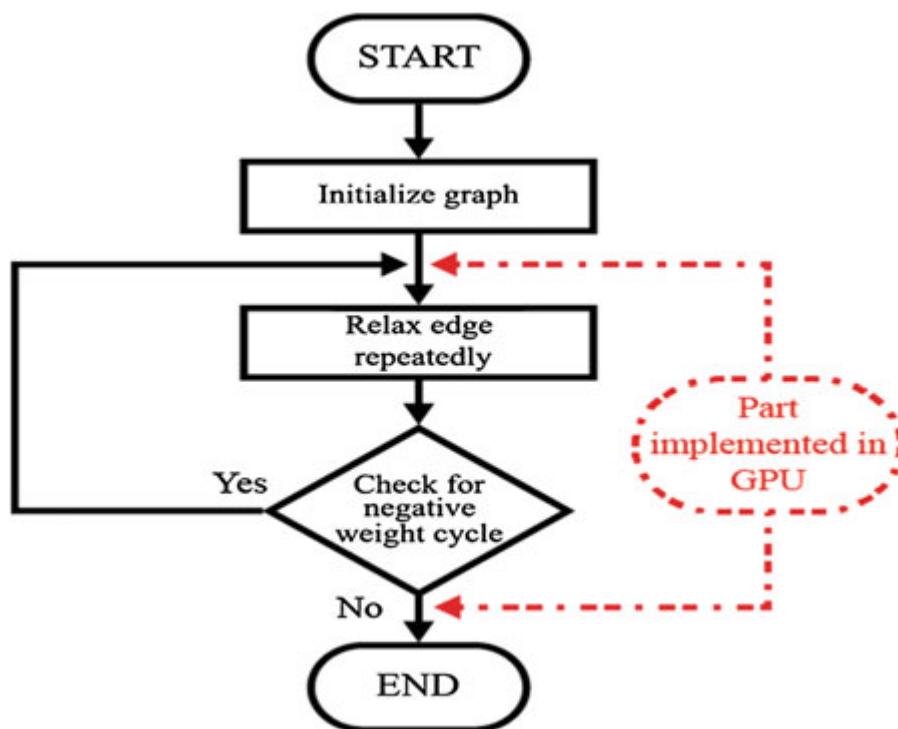 START
Initialize graph
Relax edge
repeatedly
Part
implemented in
GPU
Yes
Check for
negative
weight cycle
No
END